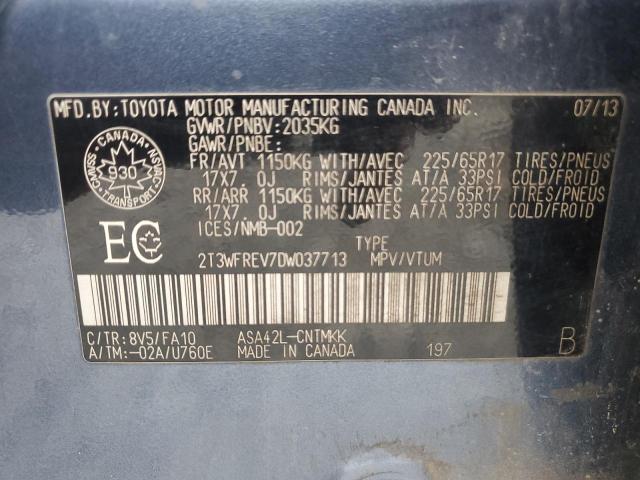 MFD.BY: TOYOTA MOTOR MANUFACTURING CANADA INC. 07/13
GVWR/PNBV: 2035KG
GAWR/PNBE:
FR/AVT 1150KG WITH/AVEC 225/65R17 TIRES/PNEUS
17X7.0J RIMS/JANTES AT/A 33PSI COLD/FROID
RR/ARR 1150KG WITH/AVEC 225/65R17 TIRES/PNEUS
17X7.0J RIMS/JANTES AT/A 33PSI COLD/FROID
ICES/NMB-002
CANADA
CMVSS NSVAC
930
TRANSPORT
EC
TYPE
2T3WFREV7DW037713 MPV/VTUM
C/TR: 8V5/FA10 ASA42L-CNTMKK
A/TM: -02A/U760E MADE IN CANADA 197 B